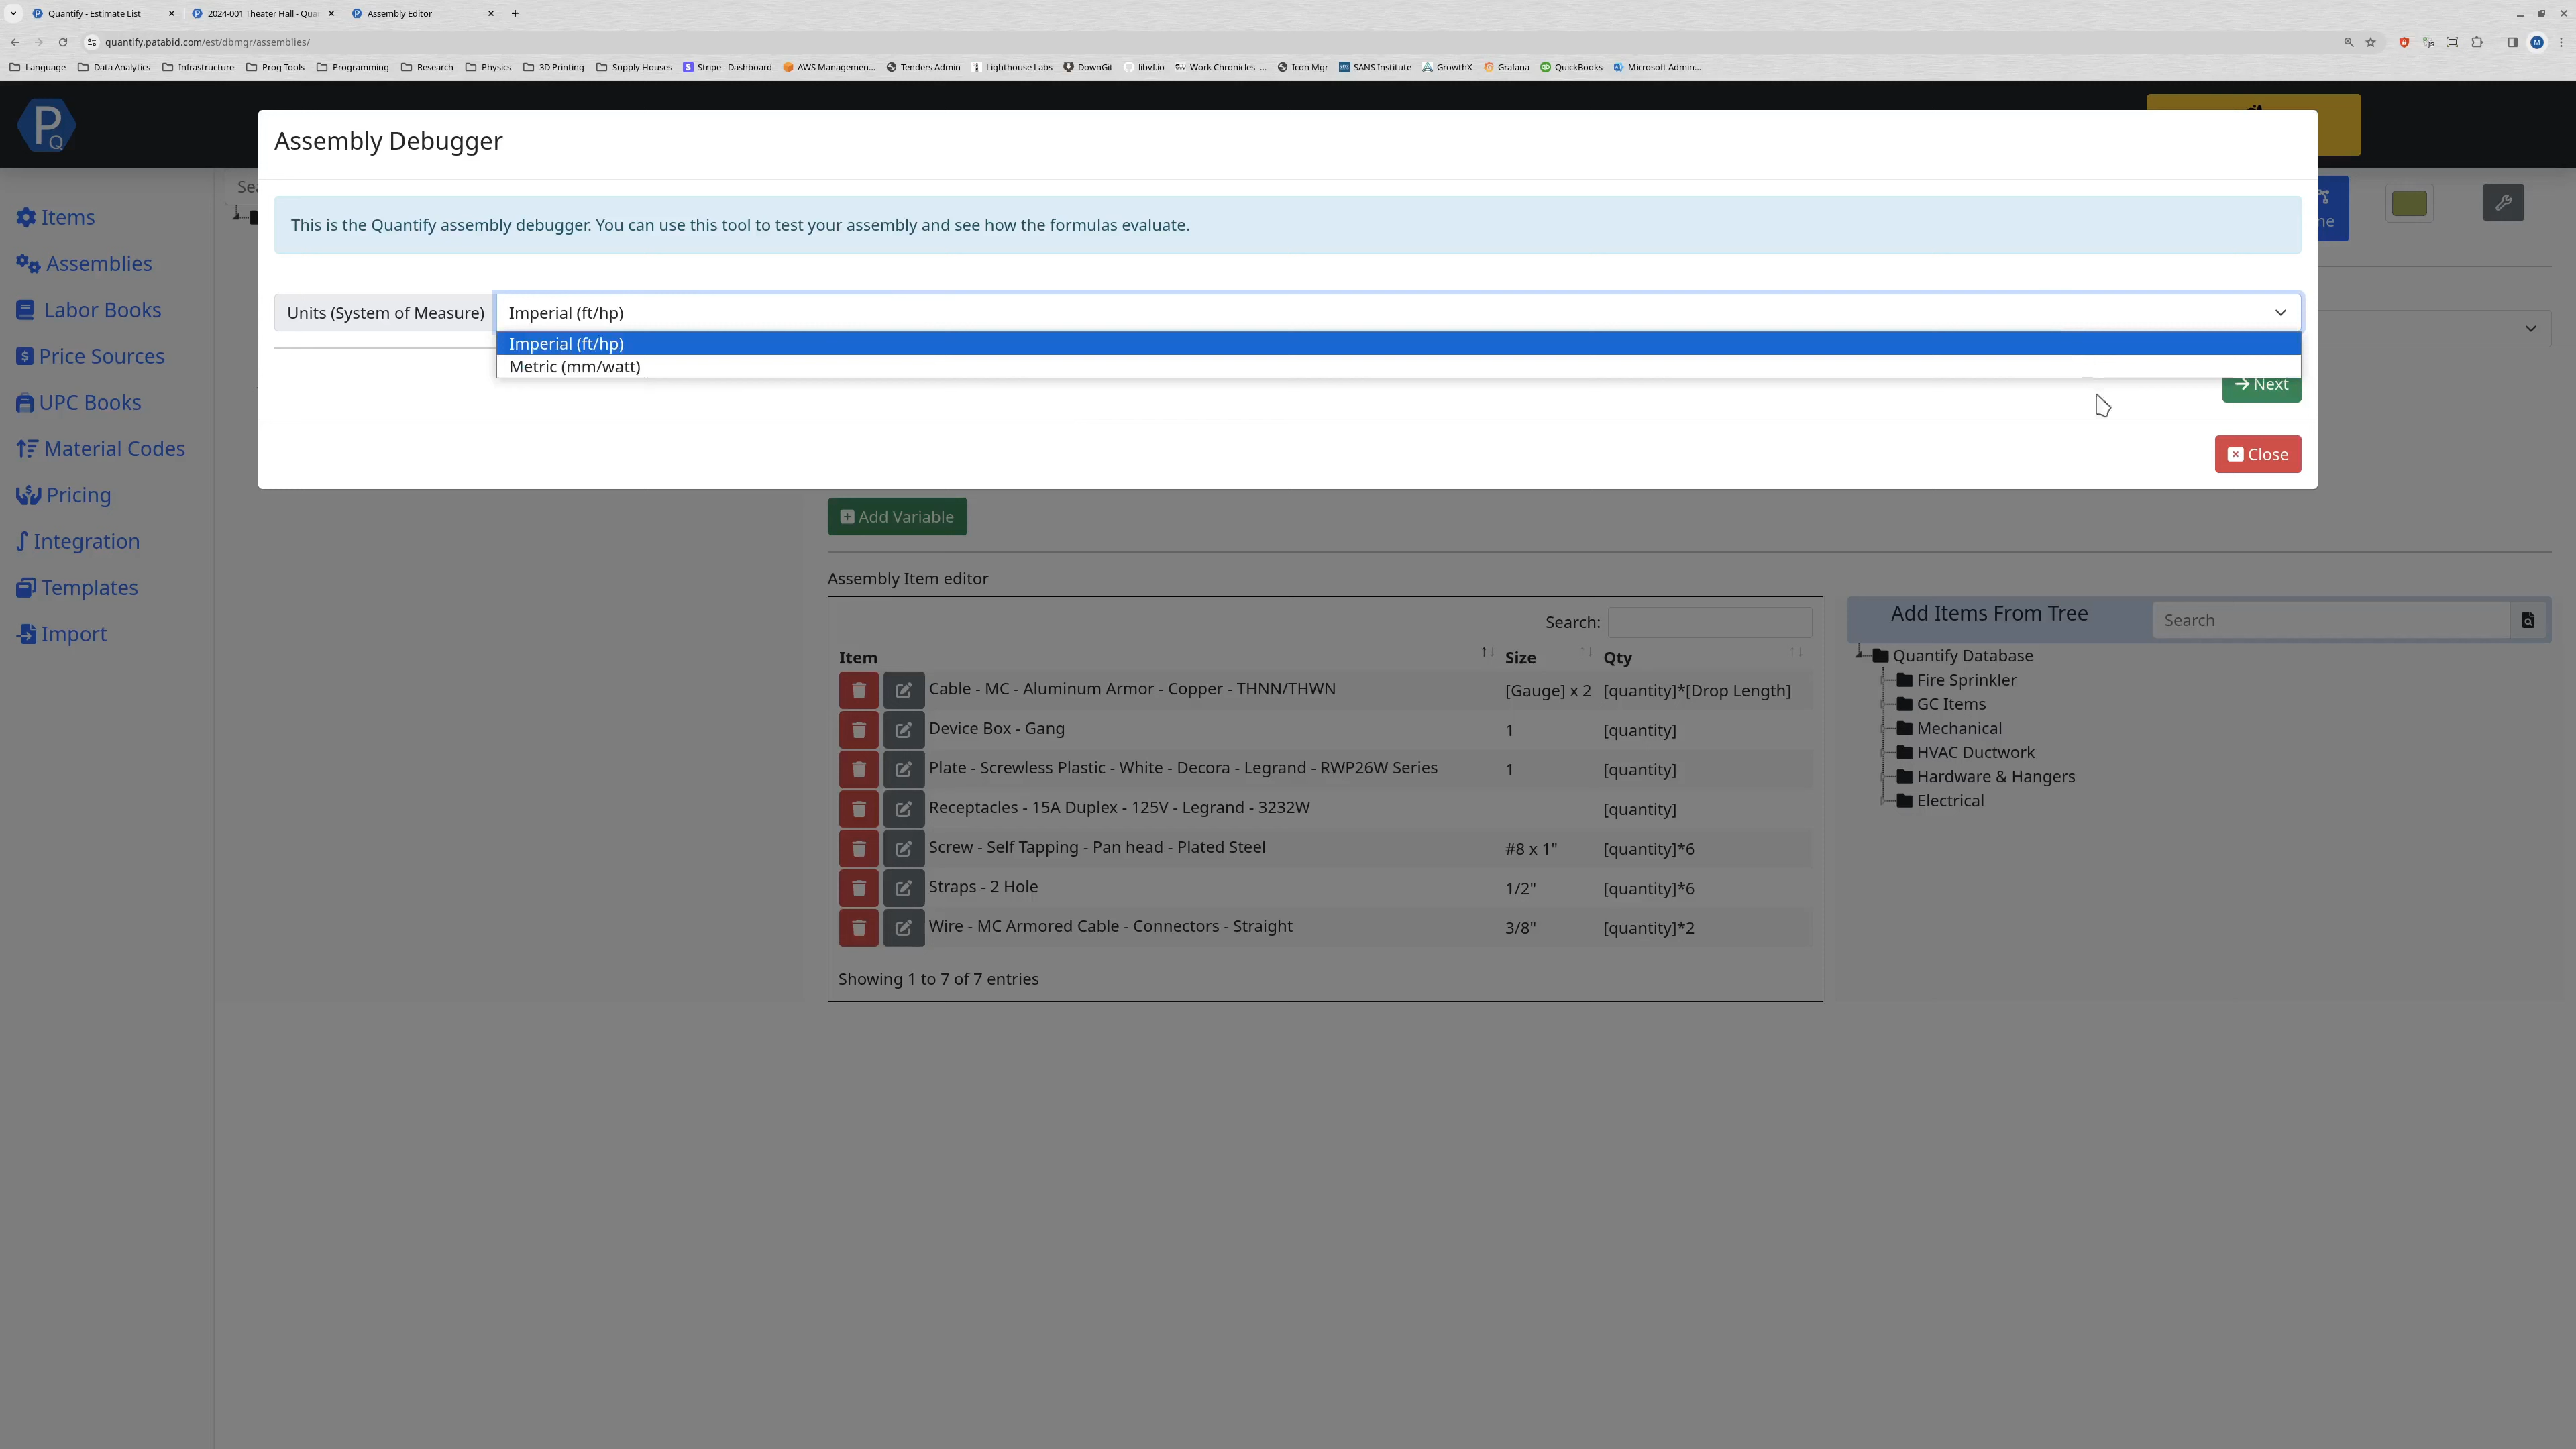 Quantify - Estimate List
2024-001 Theater Hall - Qua
Assembly Editor
quantify.patabid.com/est/dbmgr/assemblies/
M
Language
Data Analytics
Infrastructure
Prog Tools
Programming
Research
Physics
3D Printing
Supply Houses
Stripe - Dashboard
AWS Managemen...
Tenders Admin
Lighthouse Labs
DownGit
libvf.io
Work Chronicles -...
Icon Mgr
SANS Institute
GrowthX
Grafana
QuickBooks
Microsoft Admin...
PQ
Assembly Debugger
This is the Quantify assembly debugger. You can use this tool to test your assembly and see how the formulas evaluate.
Units (System of Measure) Imperial (ft/hp)
Imperial (ft/hp)
Metric (mm/watt)
Next
Close
Sea
ne
Items
Assemblies
Labor Books
Price Sources
UPC Books
Material Codes
Pricing
Integration
Templates
Import
Add Variable
Assembly Item editor
Search:
Item Size Qty
Cable - MC - Aluminum Armor - Copper - THNN/THWN [Gauge] x 2 [quantity]*[Drop Length]
Device Box - Gang 1 [quantity]
Plate - Screwless Plastic - White - Decora - Legrand - RWP26W Series 1 [quantity]
Receptacles - 15A Duplex - 125V - Legrand - 3232W [quantity]
Screw - Self Tapping - Pan head - Plated Steel #8 x 1" [quantity]*6
Straps - 2 Hole 1/2" [quantity]*6
Wire - MC Armored Cable - Connectors - Straight 3/8" [quantity]*2
Showing 1 to 7 of 7 entries
Add Items From Tree Search
Quantify Database
Fire Sprinkler
GC Items
Mechanical
HVAC Ductwork
Hardware & Hangers
Electrical